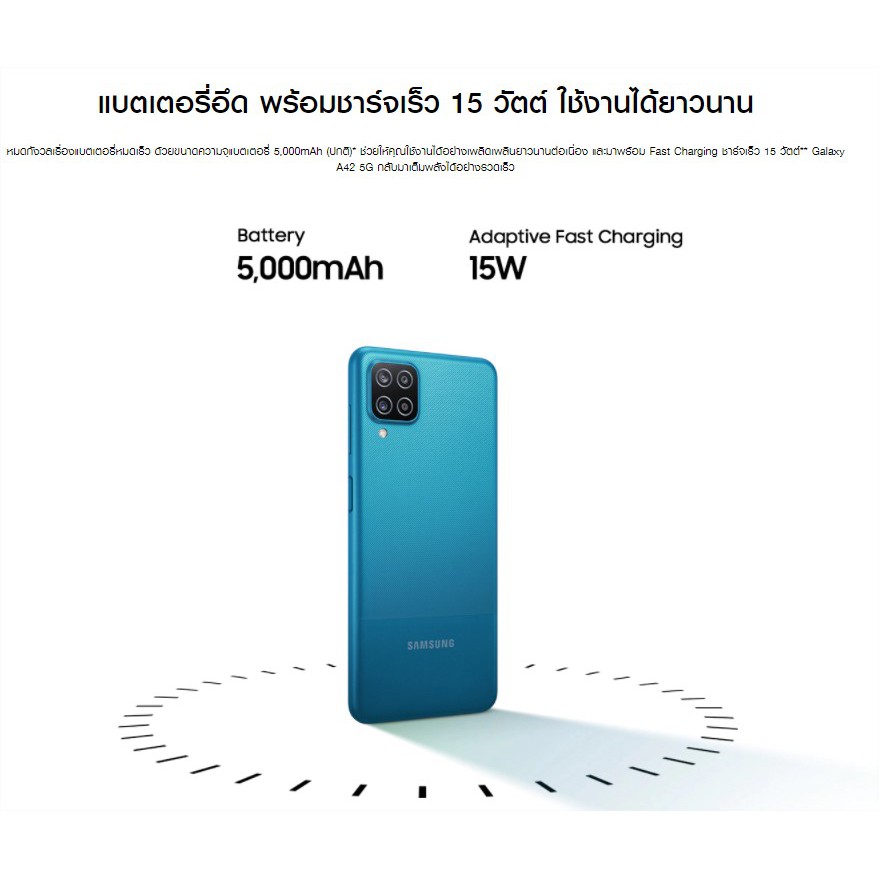 แบตเตอรี่อึด พร้อมชาร์จเร็ว 15 วัตต์ ใช้งานได้ยาวนาน
หมดกังวลเรื่องแบตเตอรี่หมดเร็ว ด้วยขนาดความจุแบตเตอรี่ 5,000mAh (ปกติ)* ช่วยให้คุณใช้งานได้อย่างเพลิดเพลินยาวนานต่อเนื่อง และมาพร้อม Fast Charging ชาร์จเร็ว 15 วัตต์** Galaxy
A42 5G กลับมาเต็มพลังได้อย่างรวดเร็ว
Battery
5,000mAh
Adaptive Fast Charging
15W
SAMSUNG